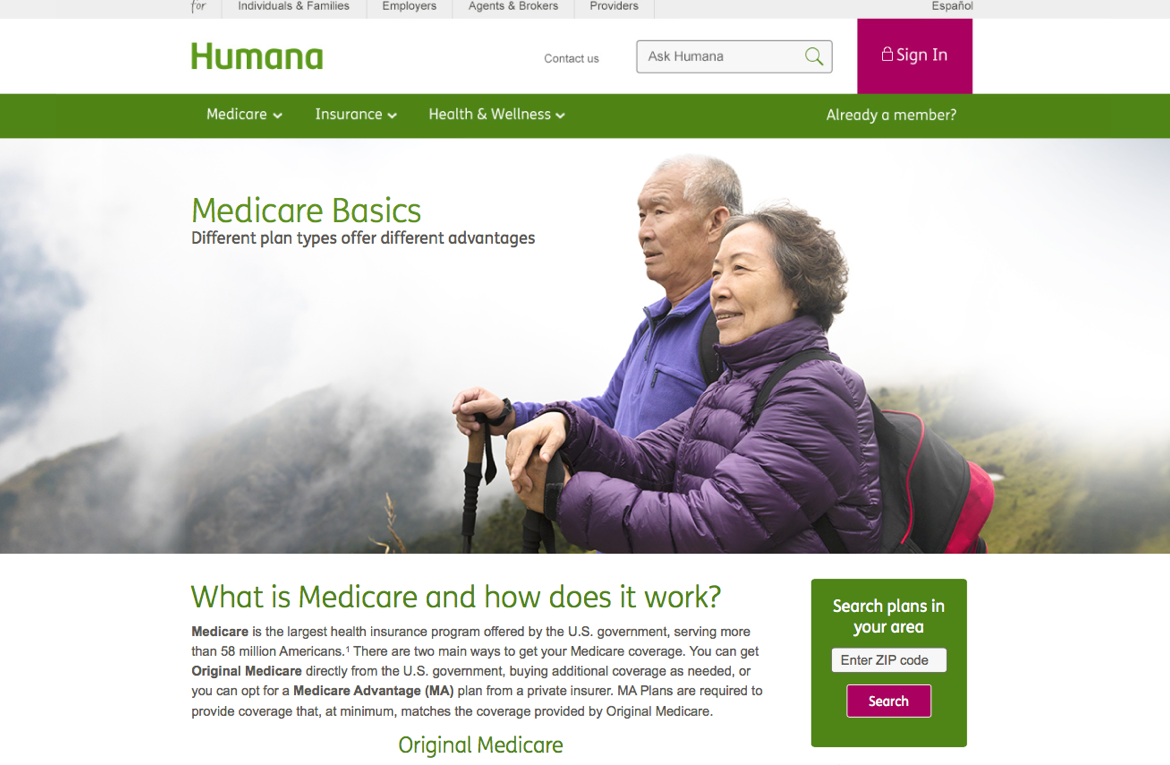 for Individuals & Families Employers Agents & Brokers Providers Español
Humana
Contact us
Ask Humana
Sign In
Medicare Insurance Health & Wellness Already a member?
Medicare Basics
Different plan types offer different advantages
What is Medicare and how does it work?
Medicare is the largest health insurance program offered by the U.S. government, serving more
than 58 million Americans.¹ There are two main ways to get your Medicare coverage. You can get
Original Medicare directly from the U.S. government, buying additional coverage as needed, or
you can opt for a Medicare Advantage (MA) plan from a private insurer. MA Plans are required to
provide coverage that, at minimum, matches the coverage provided by Original Medicare.
Original Medicare
Search plans in
your area
Enter ZIP code
Search